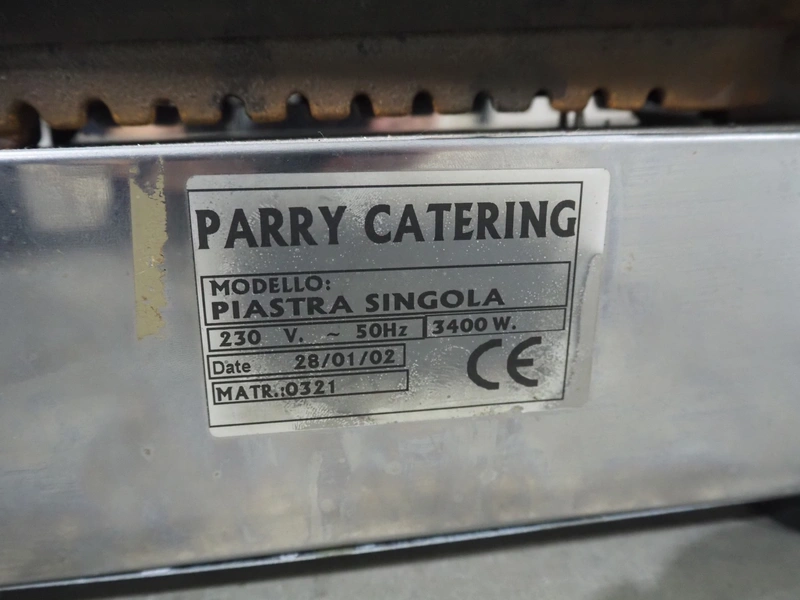 PARRY CATERING
MODELLO:
PIASTRA SINGOLA
230 V. ~ 50Hz 3400 W.
Date 28/01/02
MATR.:0321
CE